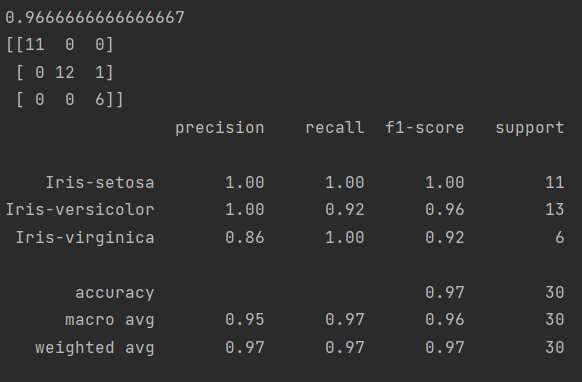 0.9666666666666667
[[11  0  0]
 [ 0 12  1]
 [ 0  0  6]]
                 precision    recall  f1-score   support

    Iris-setosa       1.00      1.00      1.00        11
Iris-versicolor       1.00      0.92      0.96        13
 Iris-virginica       0.86      1.00      0.92         6

       accuracy                           0.97        30
      macro avg       0.95      0.97      0.96        30
   weighted avg       0.97      0.97      0.97        30